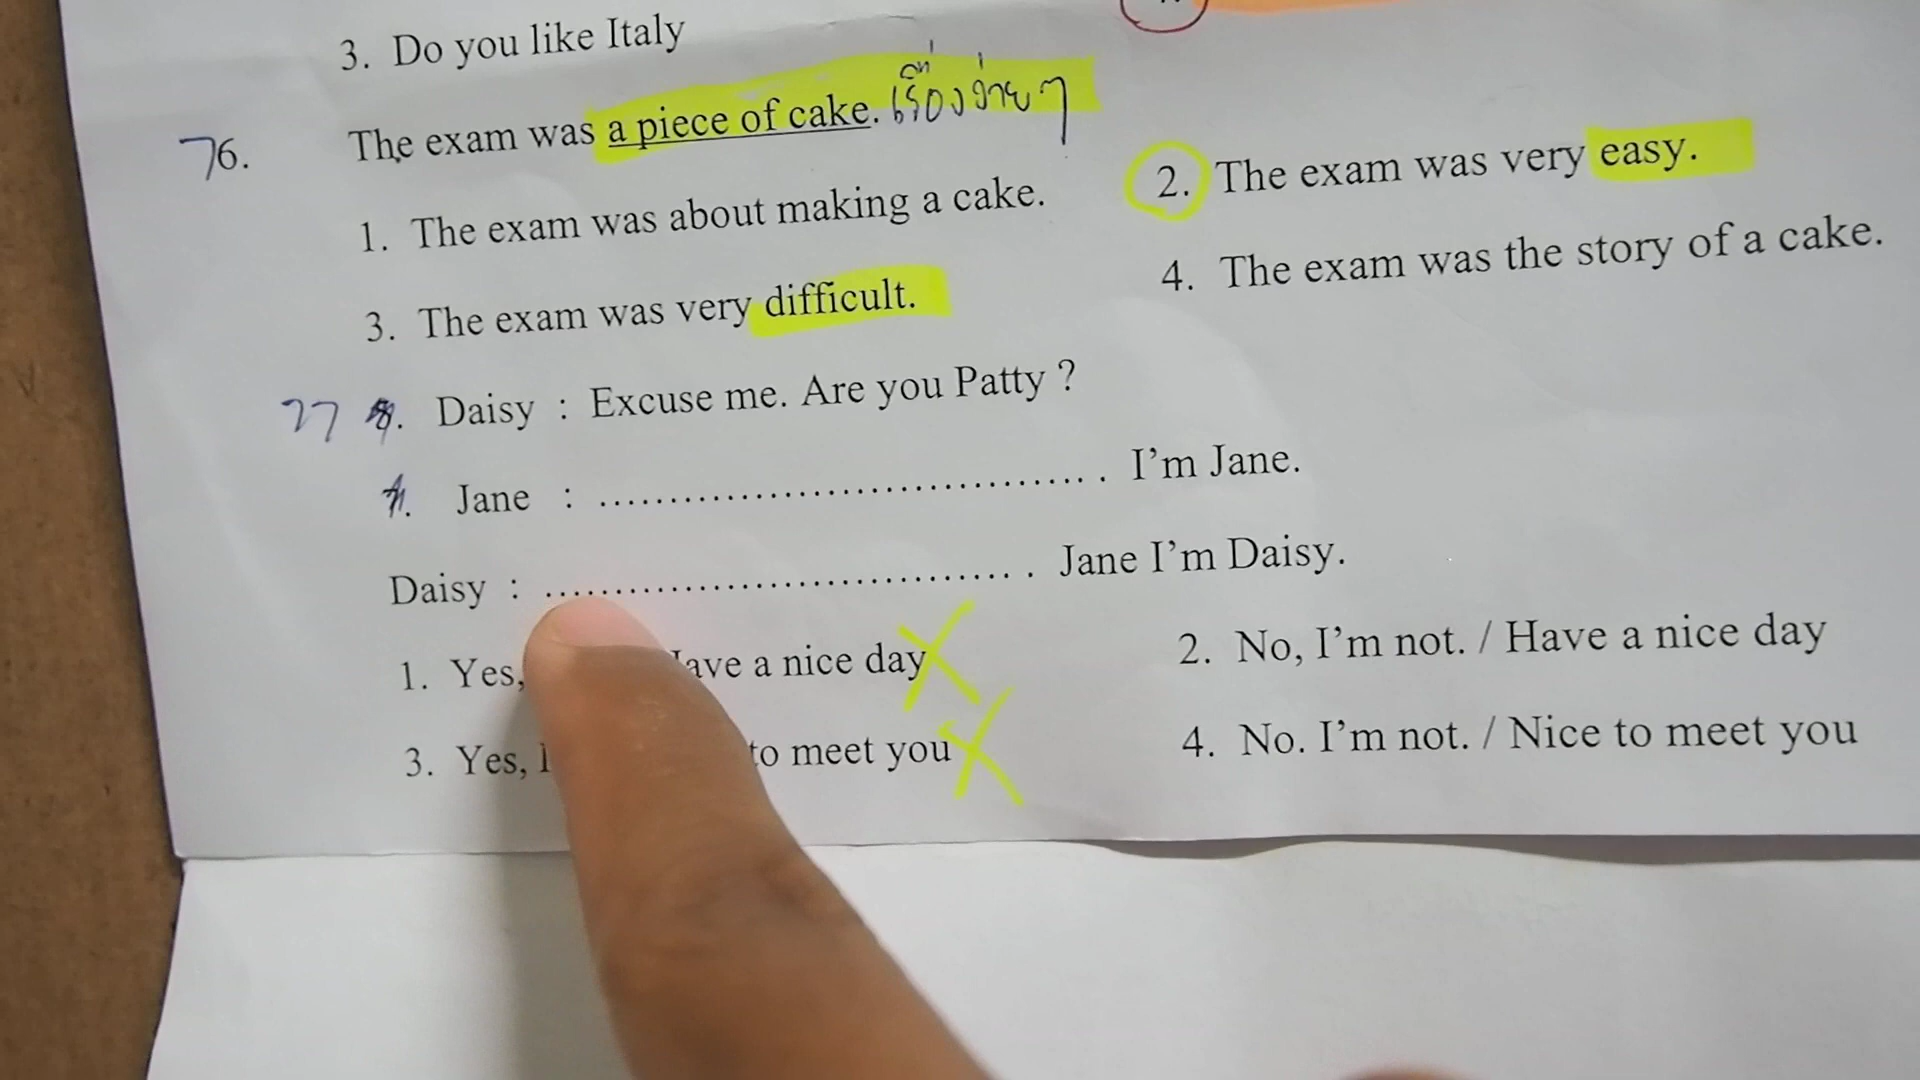 3. Do you like Italy
76. The exam was a piece of cake. เรื่องง่ายๆ
1. The exam was about making a cake. 2. The exam was very easy.
3. The exam was very difficult. 4. The exam was the story of a cake.
77 Daisy : Excuse me. Are you Patty ?
Jane : ..................................... I'm Jane.
Daisy : ................................... Jane I'm Daisy.
1. Yes, ave a nice day 2. No, I'm not. / Have a nice day
3. Yes, to meet you 4. No. I'm not. / Nice to meet you